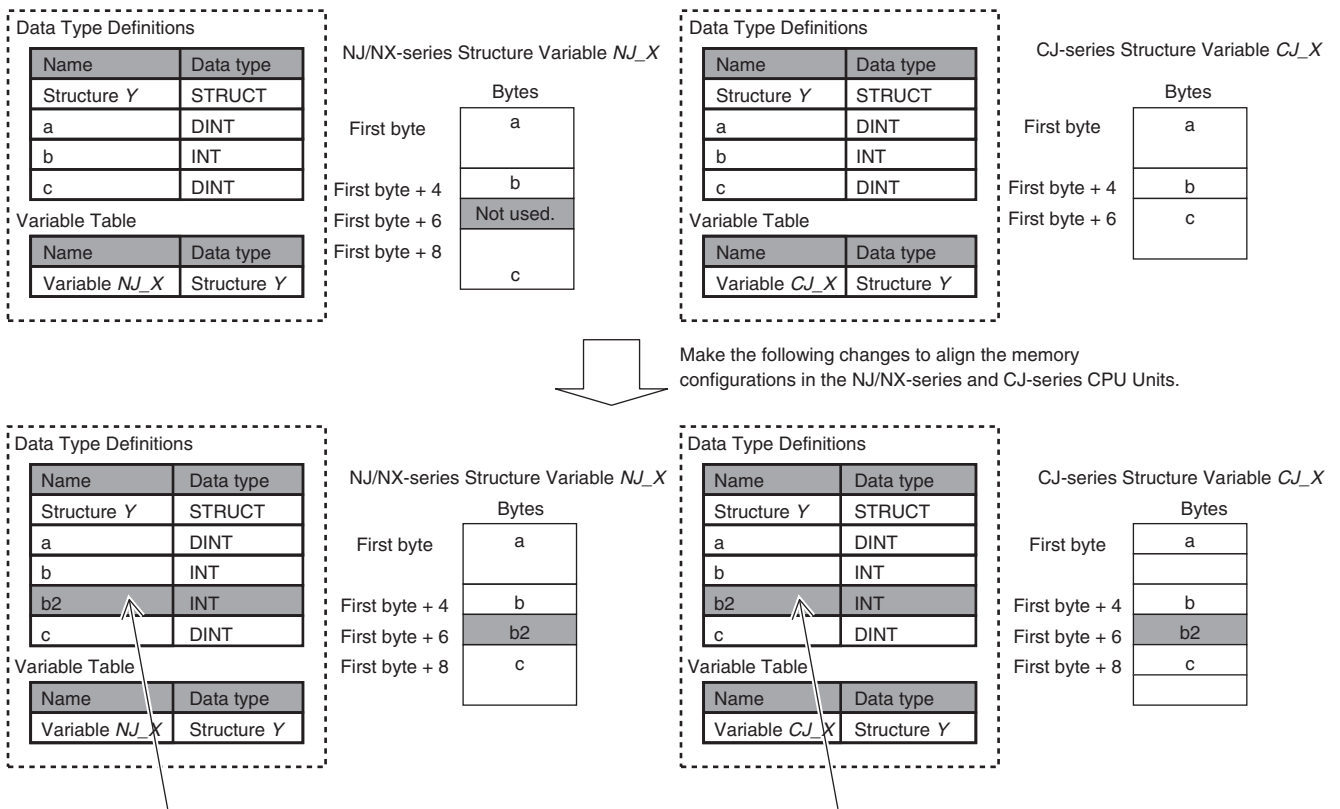 Data Type Definitions
Name Data type
Structure Y STRUCT
a DINT
b INT
c DINT
Variable Table
Name Data type
Variable NJ_X Structure Y
NJ/NX-series Structure Variable NJ_X
Bytes
First byte a
First byte + 4 b
First byte + 6 Not used.
First byte + 8
c
Data Type Definitions
Name Data type
Structure Y STRUCT
a DINT
b INT
c DINT
Variable Table
Name Data type
Variable CJ_X Structure Y
CJ-series Structure Variable CJ_X
Bytes
First byte a
First byte + 4 b
First byte + 6 c
Make the following changes to align the memory
configurations in the NJ/NX-series and CJ-series CPU Units.
Data Type Definitions
Name Data type
Structure Y STRUCT
a DINT
b INT
b2 INT
c DINT
Variable Table
Name Data type
Variable NJ_X Structure Y
NJ/NX-series Structure Variable NJ_X
Bytes
First byte a
First byte + 4 b
First byte + 6 b2
First byte + 8 c
Data Type Definitions
Name Data type
Structure Y STRUCT
a DINT
b INT
b2 INT
c DINT
Variable Table
Name Data type
Variable CJ_X Structure Y
CJ-series Structure Variable CJ_X
Bytes
First byte a
First byte + 4 b
First byte + 6 b2
First byte + 8 c